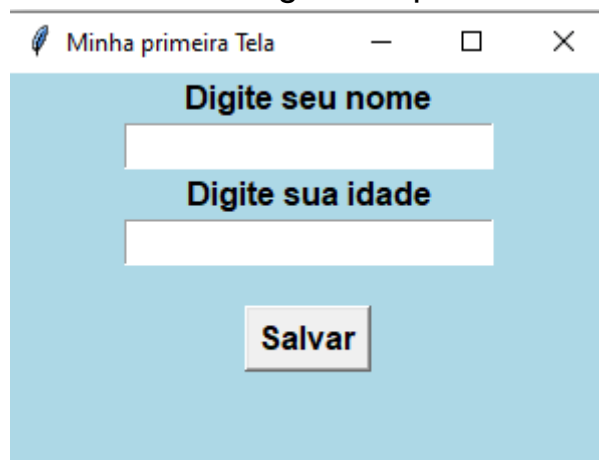 Minha primeira Tela
Digite seu nome
Digite sua idade
Salvar